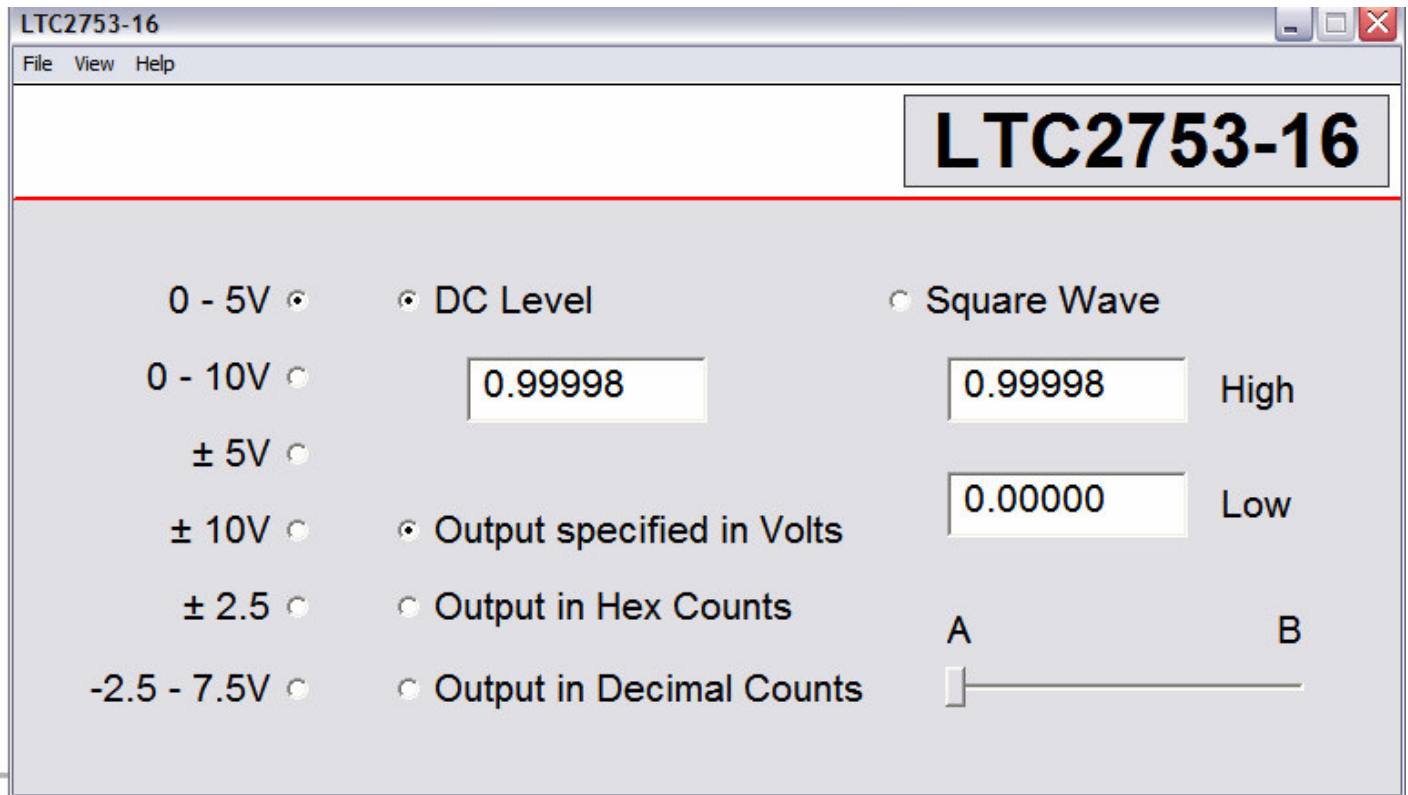 LTC2753-16
File View Help
LTC2753-16
0 - 5V
DC Level
Square Wave
0 - 10V
0.99998
0.99998
High
± 5V
0.00000
Low
± 10V
Output specified in Volts
± 2.5
Output in Hex Counts
A
B
-2.5 - 7.5V
Output in Decimal Counts